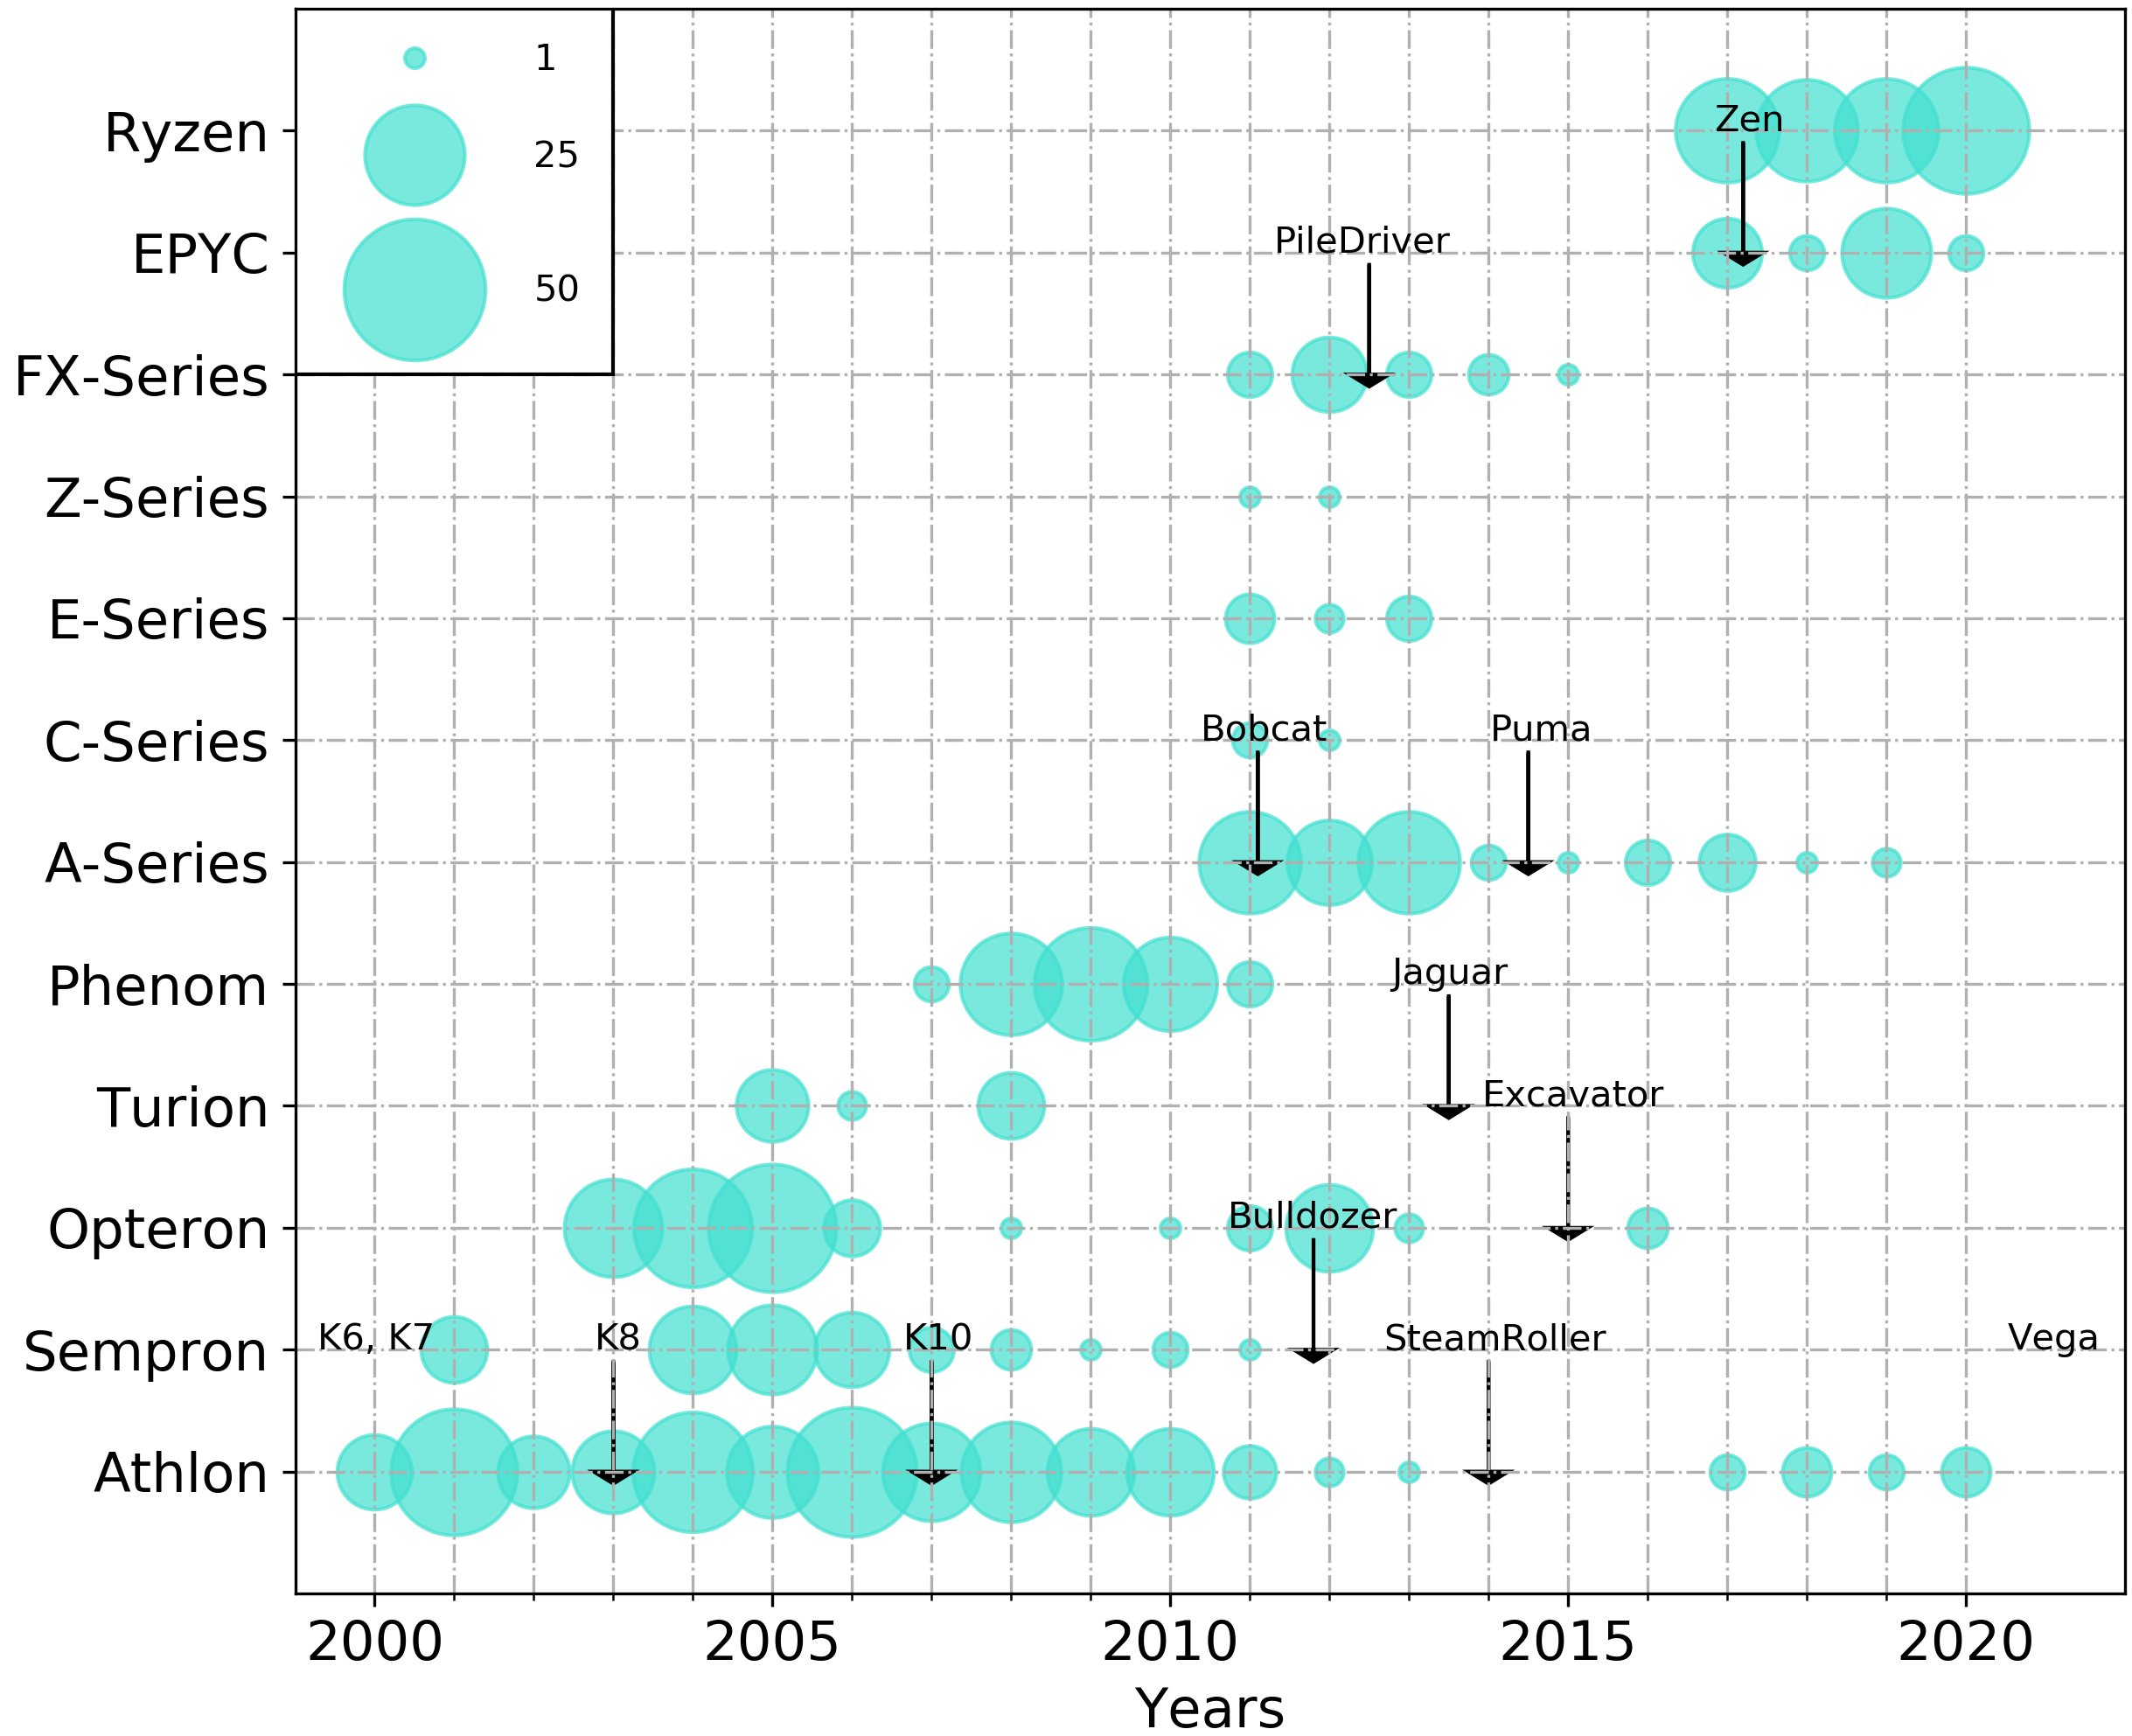 1
25
50
Ryzen
Zen
EPYC
PileDriver
FX-Series
Z-Series
E-Series
C-Series
Bobcat
Puma
A-Series
Phenom
Jaguar
Turion
Excavator
Opteron
Bulldozer
Sempron
K6, K7
K8
K10
SteamRoller
Vega
Athlon
2000 2005 2010 2015 2020
Years